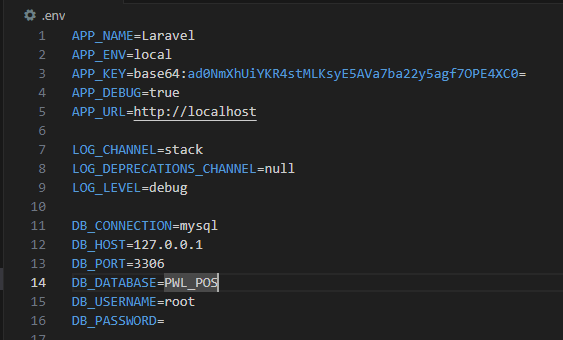 .env
1 APP_NAME=Laravel
2 APP_ENV=local
3 APP_KEY=base64:ad0NmXhUiYKR4stMLKsyE5AVa7ba22y5agf7OPE4XC0=
4 APP_DEBUG=true
5 APP_URL=http://localhost
6
7 LOG_CHANNEL=stack
8 LOG_DEPRECATIONS_CHANNEL=null
9 LOG_LEVEL=debug
10
11 DB_CONNECTION=mysql
12 DB_HOST=127.0.0.1
13 DB_PORT=3306
14 DB_DATABASE=PWL_POS
15 DB_USERNAME=root
16 DB_PASSWORD=
17